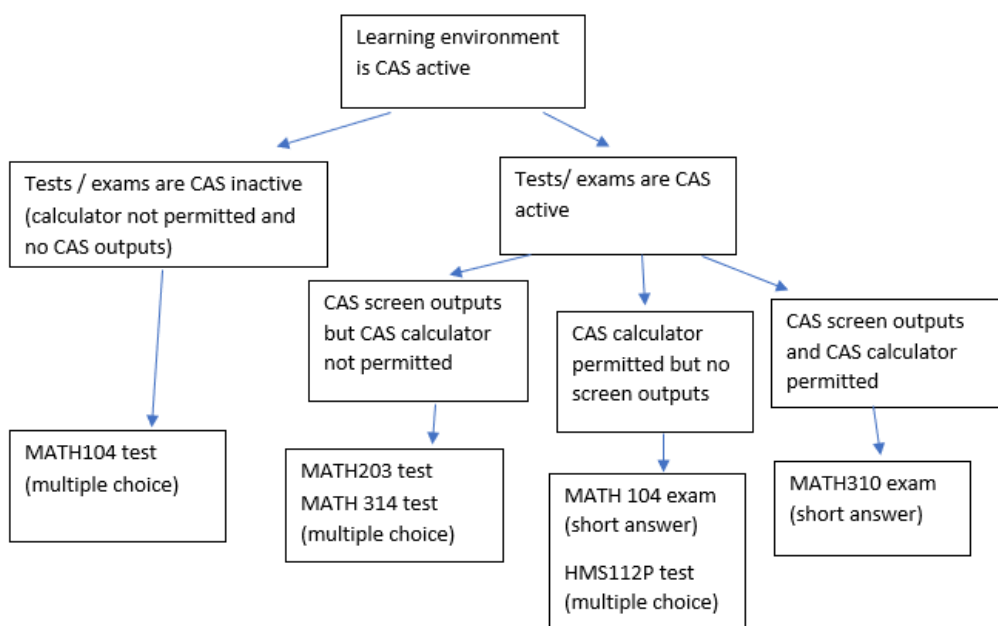 Learning environment
is CAS active
Tests / exams are CAS inactive
(calculator not permitted and
no CAS outputs)
Tests/ exams are CAS
active
CAS screen outputs
but CAS calculator
not permitted
CAS calculator
permitted but no
screen outputs
CAS screen outputs
and CAS calculator
permitted
MATH104 test
(multiple choice)
MATH203 test
MATH 314 test
(multiple choice)
MATH 104 exam
(short answer)
HMS112P test
(multiple choice)
MATH310 exam
(short answer)